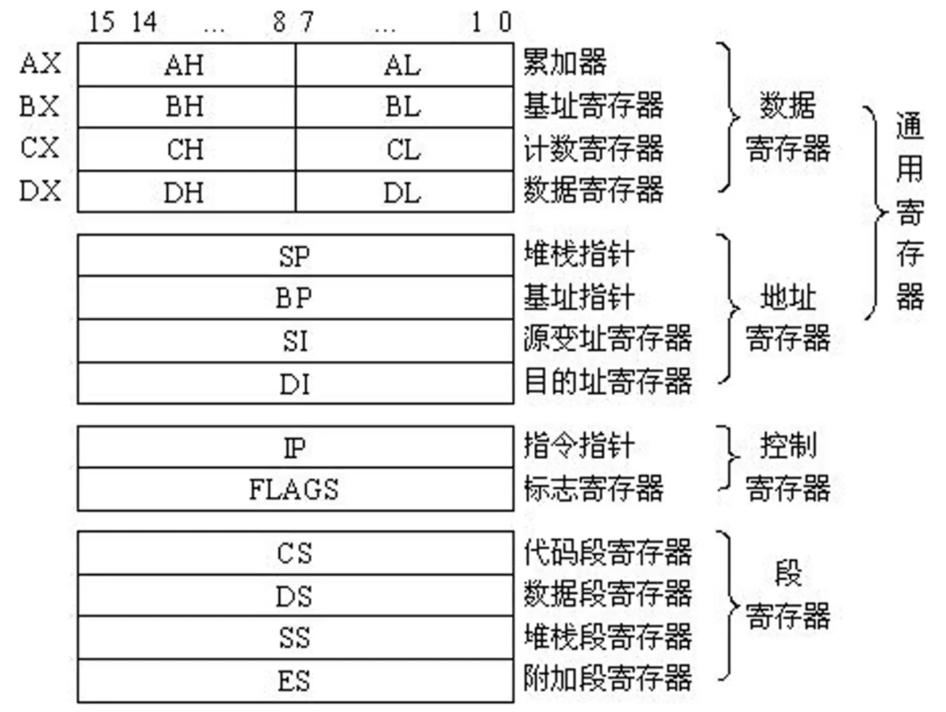 15 14 ... 8 7 ... 1 0
AX AH AL 累加器
BX BH BL 基址寄存器
CX CH CL 计数寄存器
DX DH DL 数据寄存器
数据
寄存器
SP 堆栈指针
BP 基址指针
SI 源变址寄存器
DI 目的址寄存器
地址
寄存器
通用寄存器
IP 指令指针
FLAGS 标志寄存器
控制
寄存器
CS 代码段寄存器
DS 数据段寄存器
SS 堆栈段寄存器
ES 附加段寄存器
段
寄存器